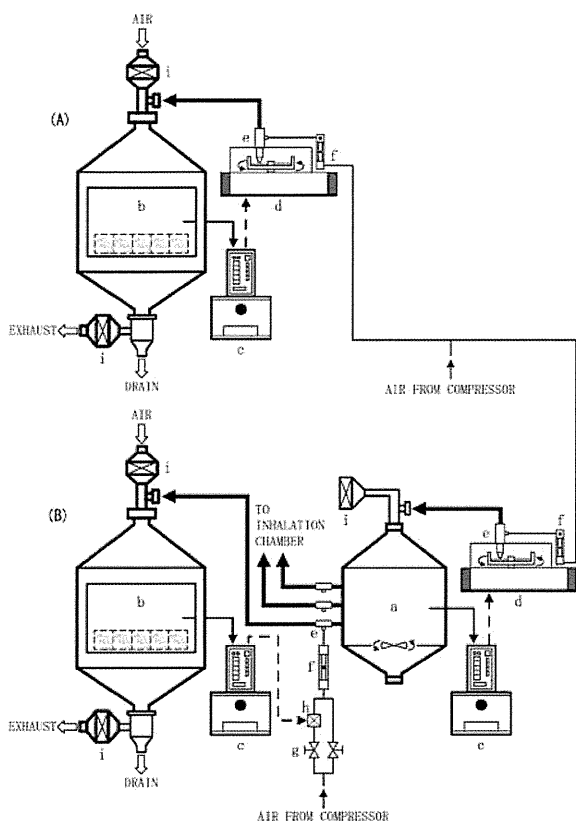 AIR
i
(A)
e
f
b
d
c
EXHAUST
i
DRAIN
AIR FROM COMPRESSOR
AIR
i
(B)
TO
INHALATION
CHAMBER
i
f
e
b
a
d
e
f
c
c
h
g
EXHAUST
i
DRAIN
AIR FROM COMPRESSOR